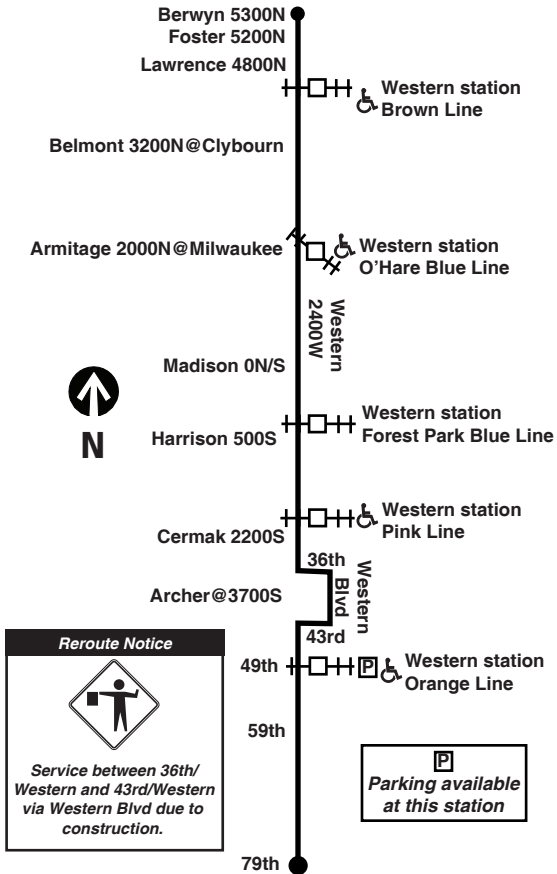 Berwyn 5300N
Foster 5200N
Lawrence 4800N
Western station
Brown Line
Belmont 3200N@Clybourn
Armitage 2000N@Milwaukee
Western station
O'Hare Blue Line
Western
2400W
Madison 0N/S
N
Western station
Forest Park Blue Line
Harrison 500S
Western station
Pink Line
Cermak 2200S
36th
Archer@3700S
Western
Blvd
43rd
49th
P
Western station
Orange Line
59th
Reroute Notice
Service between 36th/
Western and 43rd/Western
via Western Blvd due to
construction.
P
Parking available
at this station
79th